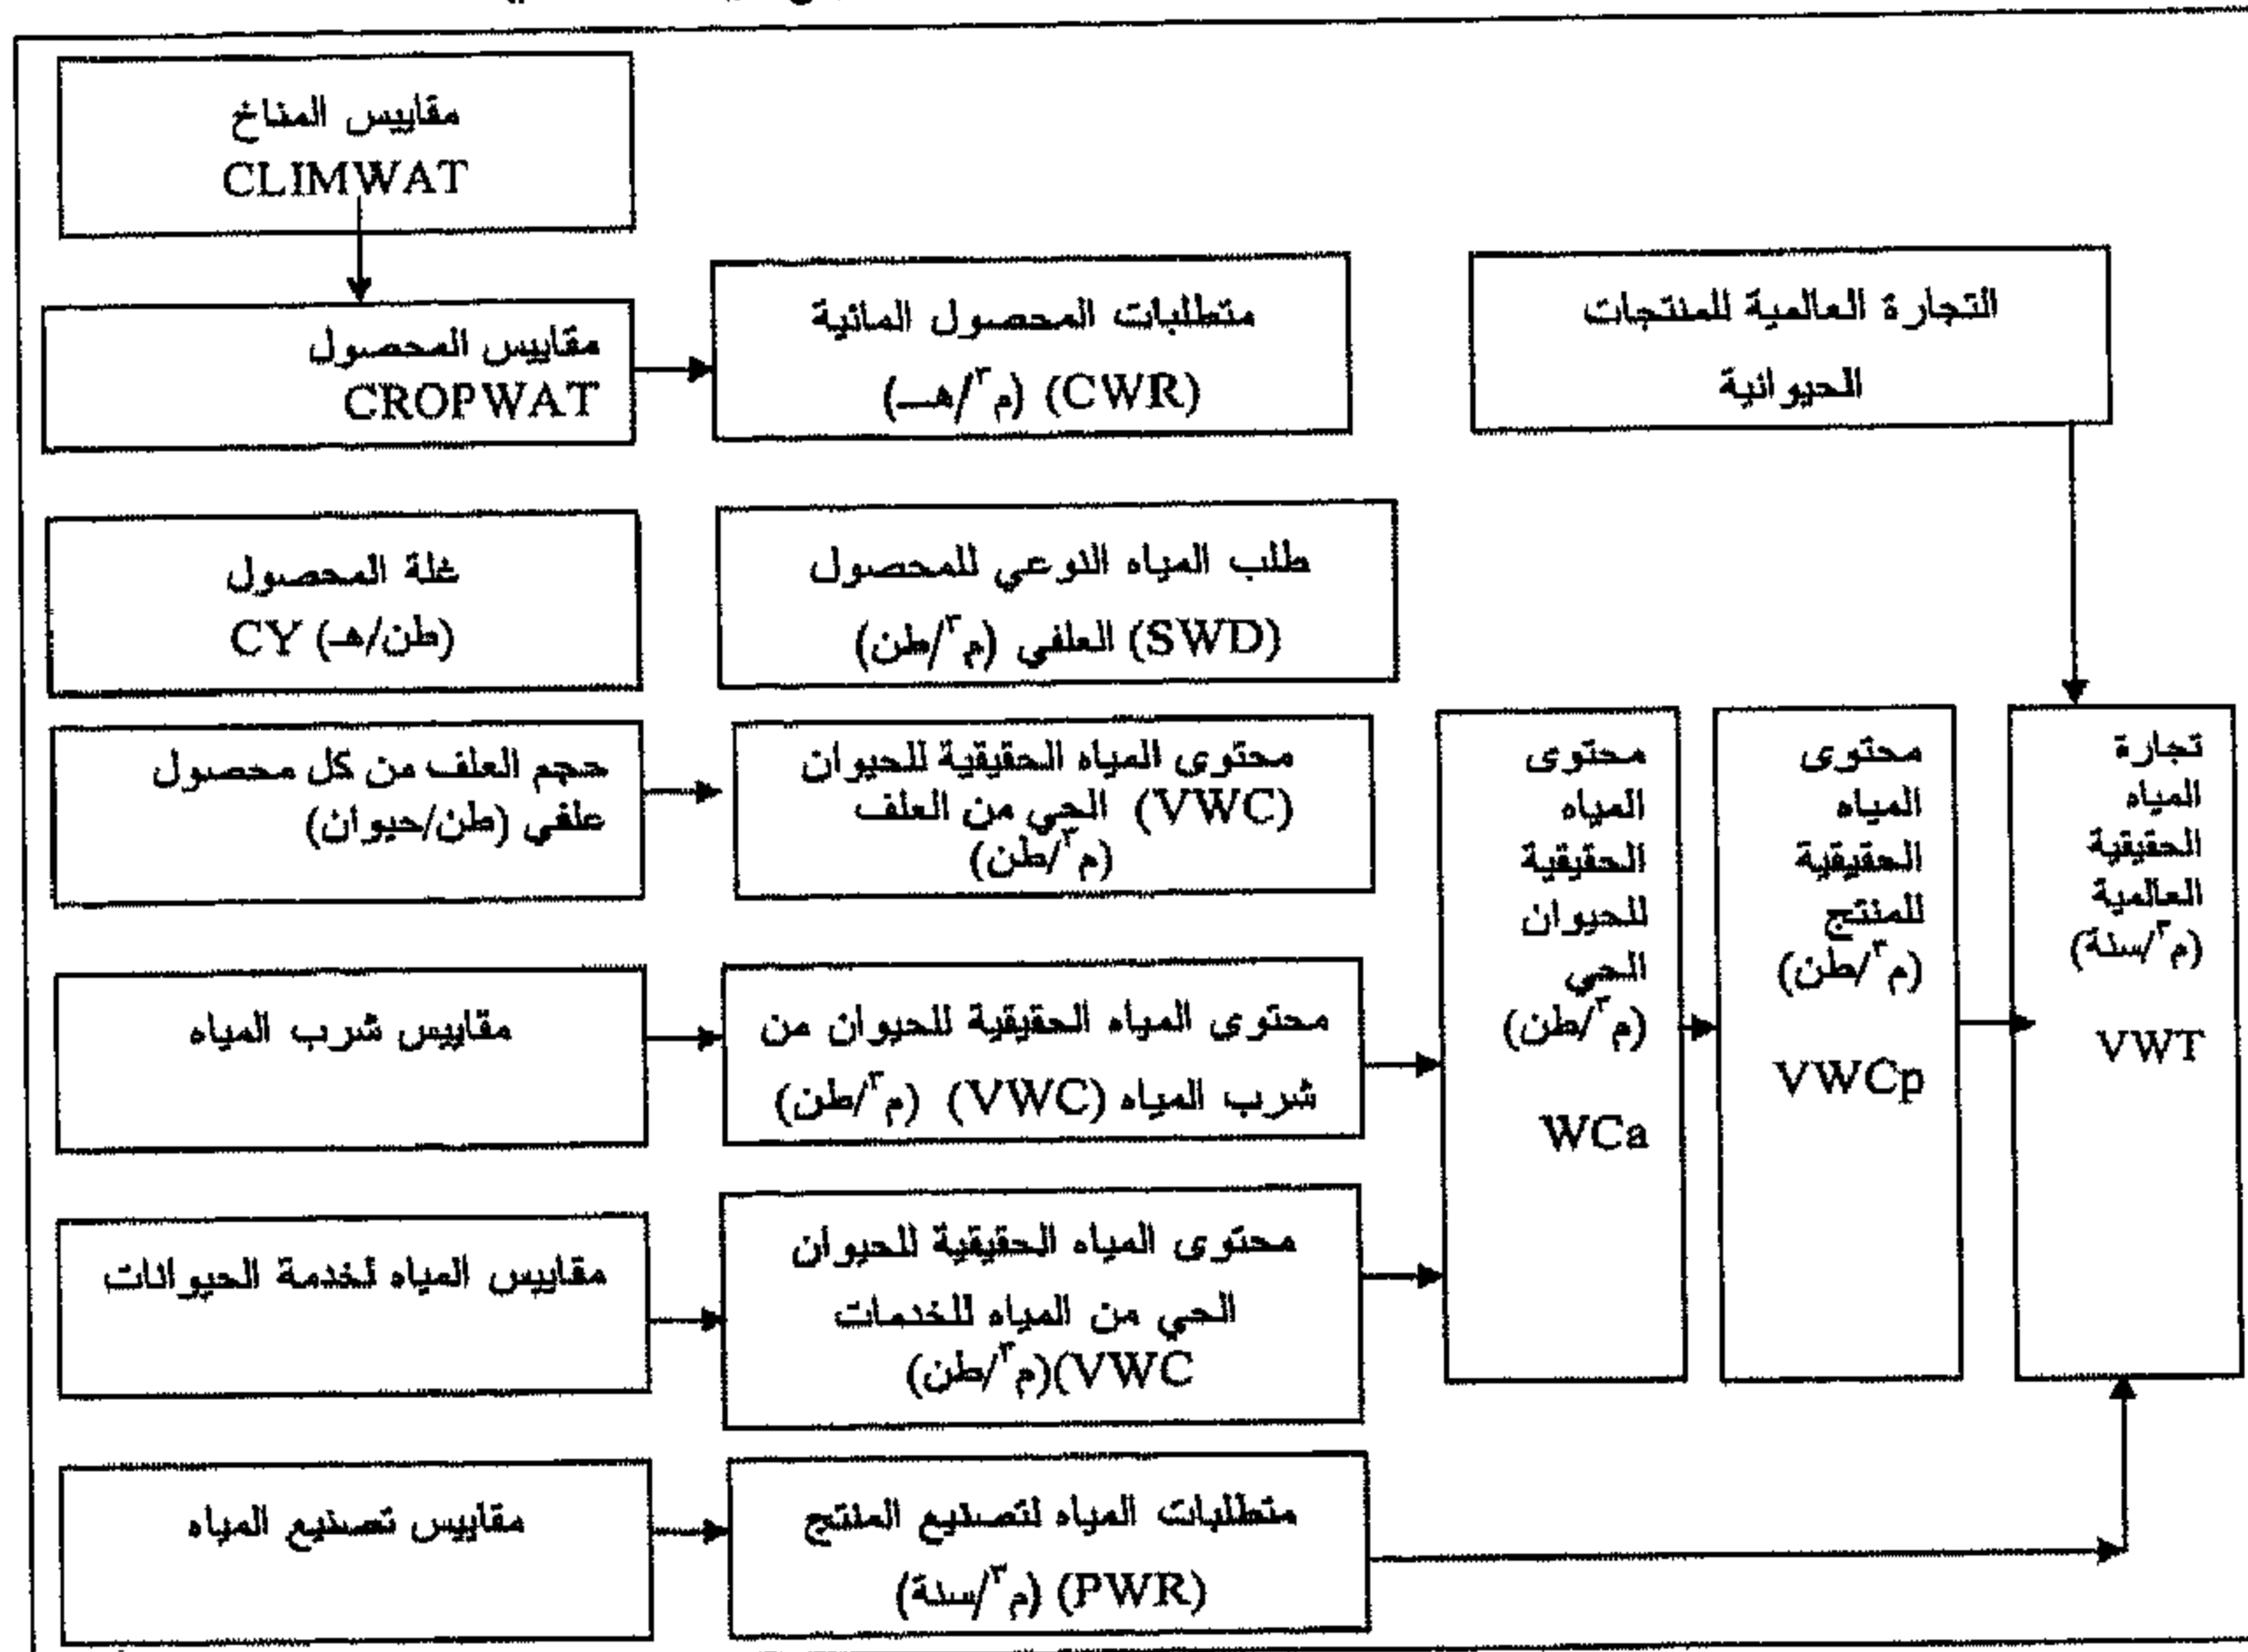 مقاييس المناخ
CLIMWAT
مقاييس المحصول
CROPWAT
متطلبات المحصول المائية
(CWR) (م٣/هـ)
التجارة العالمية للمنتجات
الحيوانية
غلة المحصول
CY (طن/هـ)
طلب المياه النوعي للمحصول
(SWD) العلفي (م٣/طن)
حجم العلف من كل محصول
علفي (طن/حيوان)
محتوى المياه الحقيقية للحيوان
(VWC) الحي من العلف
(م٣/طن)
مقاييس شرب المياه
محتوى المياه الحقيقية للحيوان من
شرب المياه (VWC) (م٣/طن)
مقاييس المياه لخدمة الحيوانات
محتوى المياه الحقيقية للحيوان
الحي من المياه للخدمات
VWC)(م٣/طن)
مقاييس تصنيع المياه
متطلبات المياه لتصنيع المنتج
(PWR) (م٣/سنة)
محتوى
المياه
الحقيقية
للحيوان
الحي
(م٣/طن)
WCa
محتوى
المياه
الحقيقية
للمنتج
(م٣/طن)
VWCp
تجارة
المياه
الحقيقية
العالمية
(م٣/سنة)
VWT